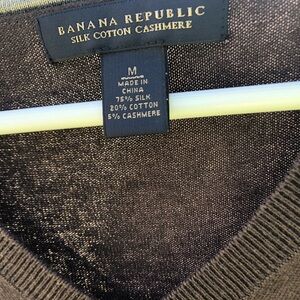 BANANA REPUBLIC
SILK COTTON CASHMERE
M
MADE IN
CHINA
75% SILK
20% COTTON
5% CASHMERE